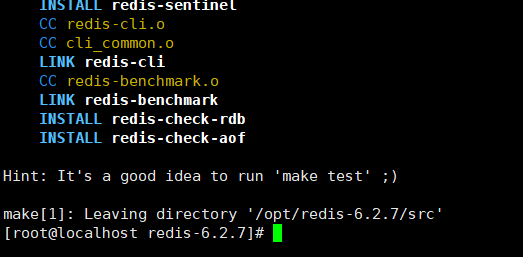 INSTALL redis-sentinel
CC redis-cli.o
CC cli_common.o
LINK redis-cli
CC redis-benchmark.o
LINK redis-benchmark
INSTALL redis-check-rdb
INSTALL redis-check-aof
Hint: It's a good idea to run 'make test' ;)
make[1]: Leaving directory '/opt/redis-6.2.7/src'
[root@localhost redis-6.2.7]#